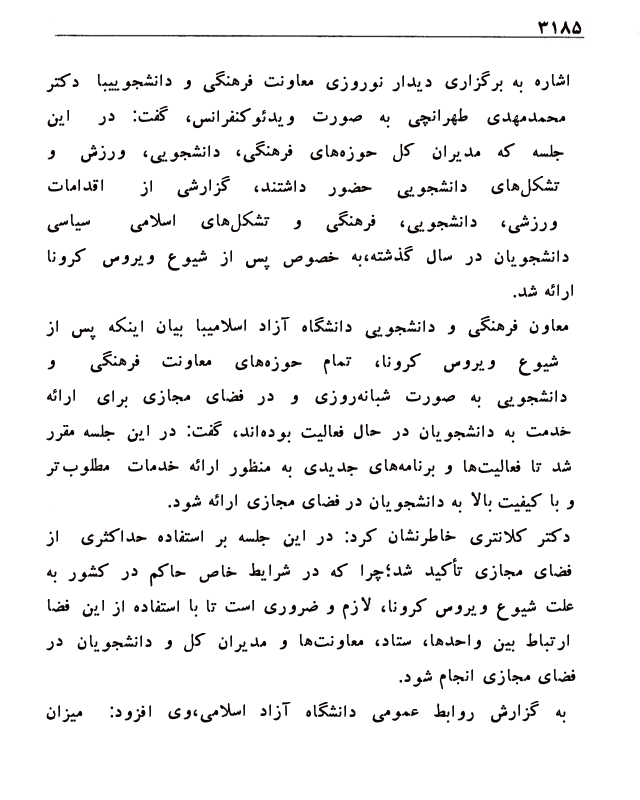 ۳۱۸۵
اشاره به برگزاری دیدار نوروزی معاونت فرهنگی و دانشجوییبا دکتر
محمدمهدی طهرانچی به صورت ویدئوکنفرانس، گفت: در این
جلسه که مدیران کل حوزه‌های فرهنگی، دانشجویی، ورزش و
تشکل‌های دانشجویی حضور داشتند، گزارشی از اقدامات
ورزشی، دانشجویی، فرهنگی و تشکل‌های اسلامی سیاسی
دانشجویان در سال گذشته،به خصوص پس از شیوع ویروس کرونا
ارائه شد.
معاون فرهنگی و دانشجویی دانشگاه آزاد اسلامیبا بیان اینکه پس از
شیوع ویروس کرونا، تمام حوزه‌های معاونت فرهنگی و
دانشجویی به صورت شبانه‌روزی و در فضای مجازی برای ارائه
خدمت به دانشجویان در حال فعالیت بوده‌اند، گفت: در این جلسه مقرر
شد تا فعالیت‌ها و برنامه‌های جدیدی به منظور ارائه خدمات مطلوب‌تر
و با کیفیت بالا به دانشجویان در فضای مجازی ارائه شود.
دکتر کلانتری خاطرنشان کرد: در این جلسه بر استفاده حداکثری از
فضای مجازی تأکید شد؛چرا که در شرایط خاص حاکم در کشور به
علت شیوع ویروس کرونا، لازم و ضروری است تا با استفاده از این فضا
ارتباط بین واحدها، ستاد، معاونت‌ها و مدیران کل و دانشجویان در
فضای مجازی انجام شود.
به گزارش روابط عمومی دانشگاه آزاد اسلامی،وی افزود: میزان